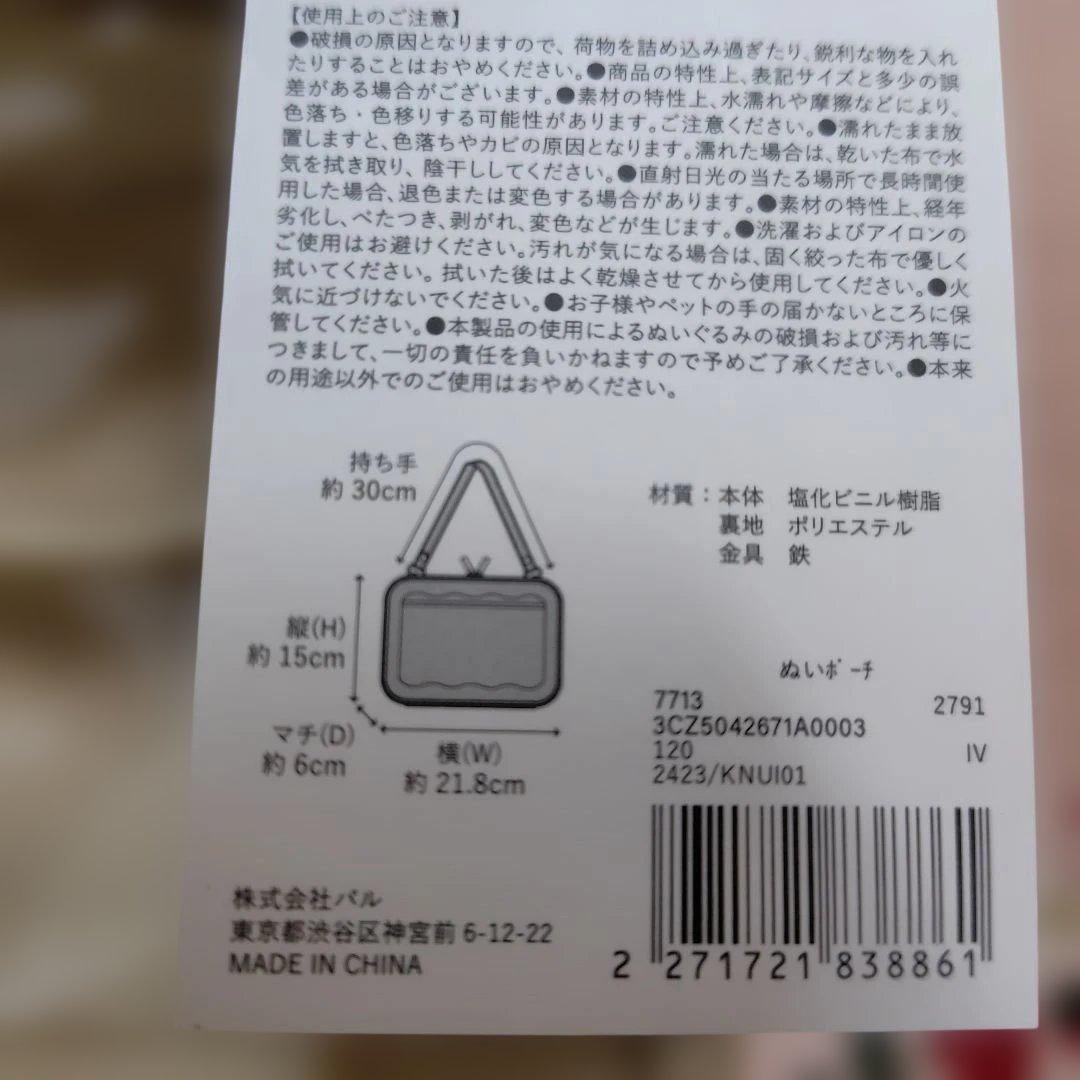 【使用上のご注意】
●破損の原因となりますので、荷物を詰め込み過ぎたり、鋭利な物を入れ
たりすることはおやめください。●商品の特性上、表記サイズと多少の誤
差がある場合がございます。●素材の特性上、水濡れや摩擦などにより、
色落ち・色移りする可能性があります。ご注意ください。●濡れたまま放
置しますと、色落ちやカビの原因となります。濡れた場合は、乾いた布で水
気を拭き取り、陰干ししてください。●直射日光の当たる場所で長時間使
用した場合、退色または変色する場合があります。●素材の特性上、経年
劣化し、べたつき、剥がれ、変色などが生じます。●洗濯およびアイロンの
ご使用はお避けください。汚れが気になる場合は、固く絞った布で優しく
拭いてください。拭いた後はよく乾燥させてから使用してください。●火
気に近づけないでください。●お子様やペットの手の届かないところに保
管してください。●本製品の使用によるぬいぐるみの破損および汚れ等に
つきまして、一切の責任を負いかねますので予めご了承ください。●本来
の用途以外でのご使用はおやめください。
持ち手
約 30cm
縦(H)
約 15cm
マチ(D)
約 6cm
横(W)
約 21.8cm
材質：本体 塩化ビニル樹脂
裏地 ポリエステル
金具 鉄
ぬいﾎﾟｰﾁ
7713 2791
3CZ5042671A0003
120 IV
2423/KNUI01
2 271721 838861
株式会社パル
東京都渋谷区神宮前 6-12-22
MADE IN CHINA